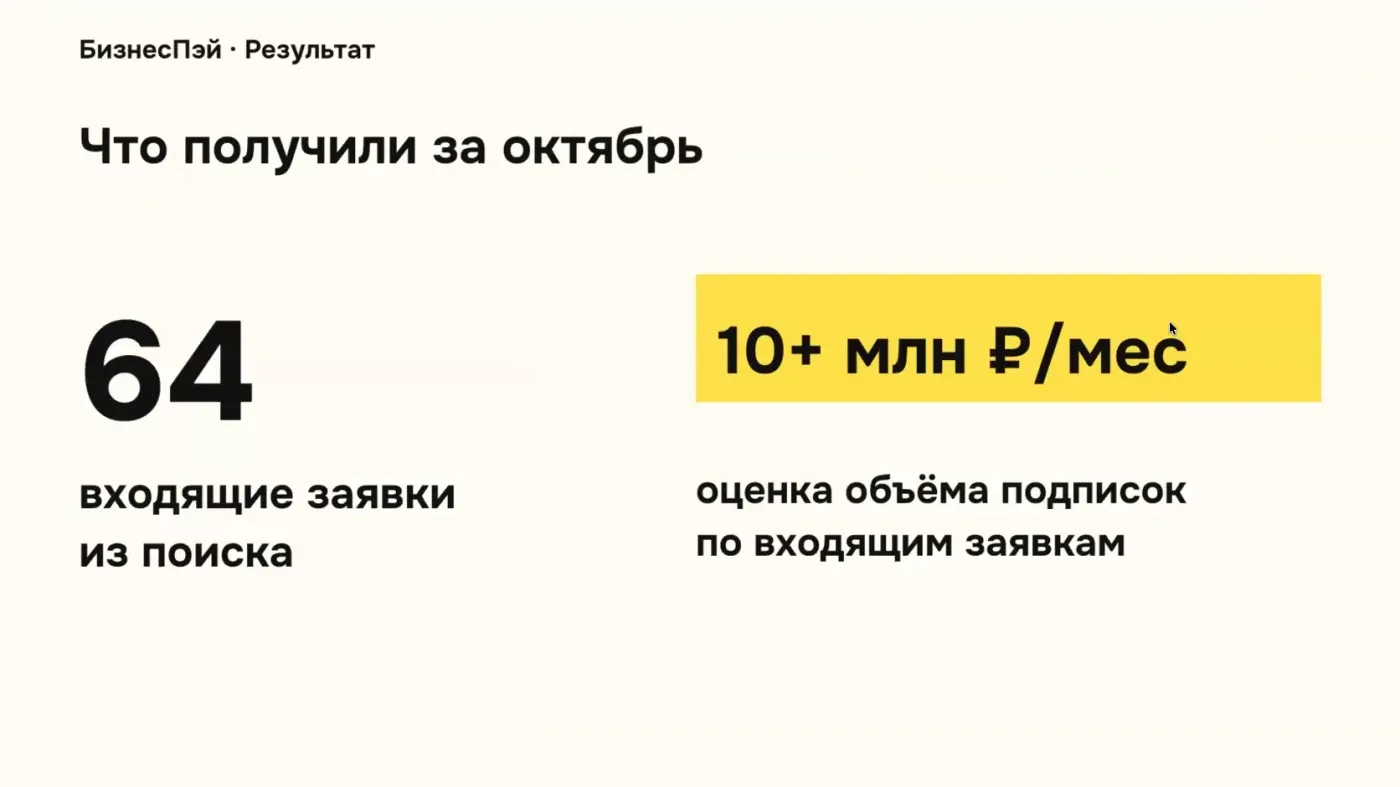 БизнесПэй · Результат
Что получили за октябрь
64
входящие заявки
из поиска
10+ млн ₽/мес
оценка объёма подписок
по входящим заявкам